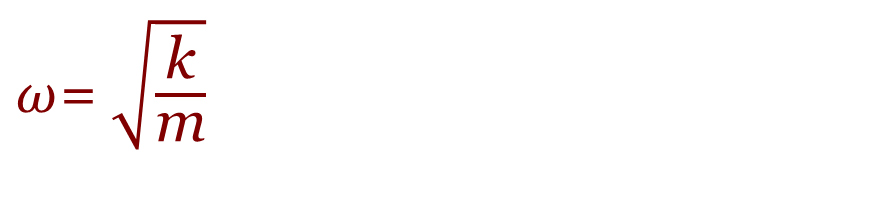 ω = √(k/m)